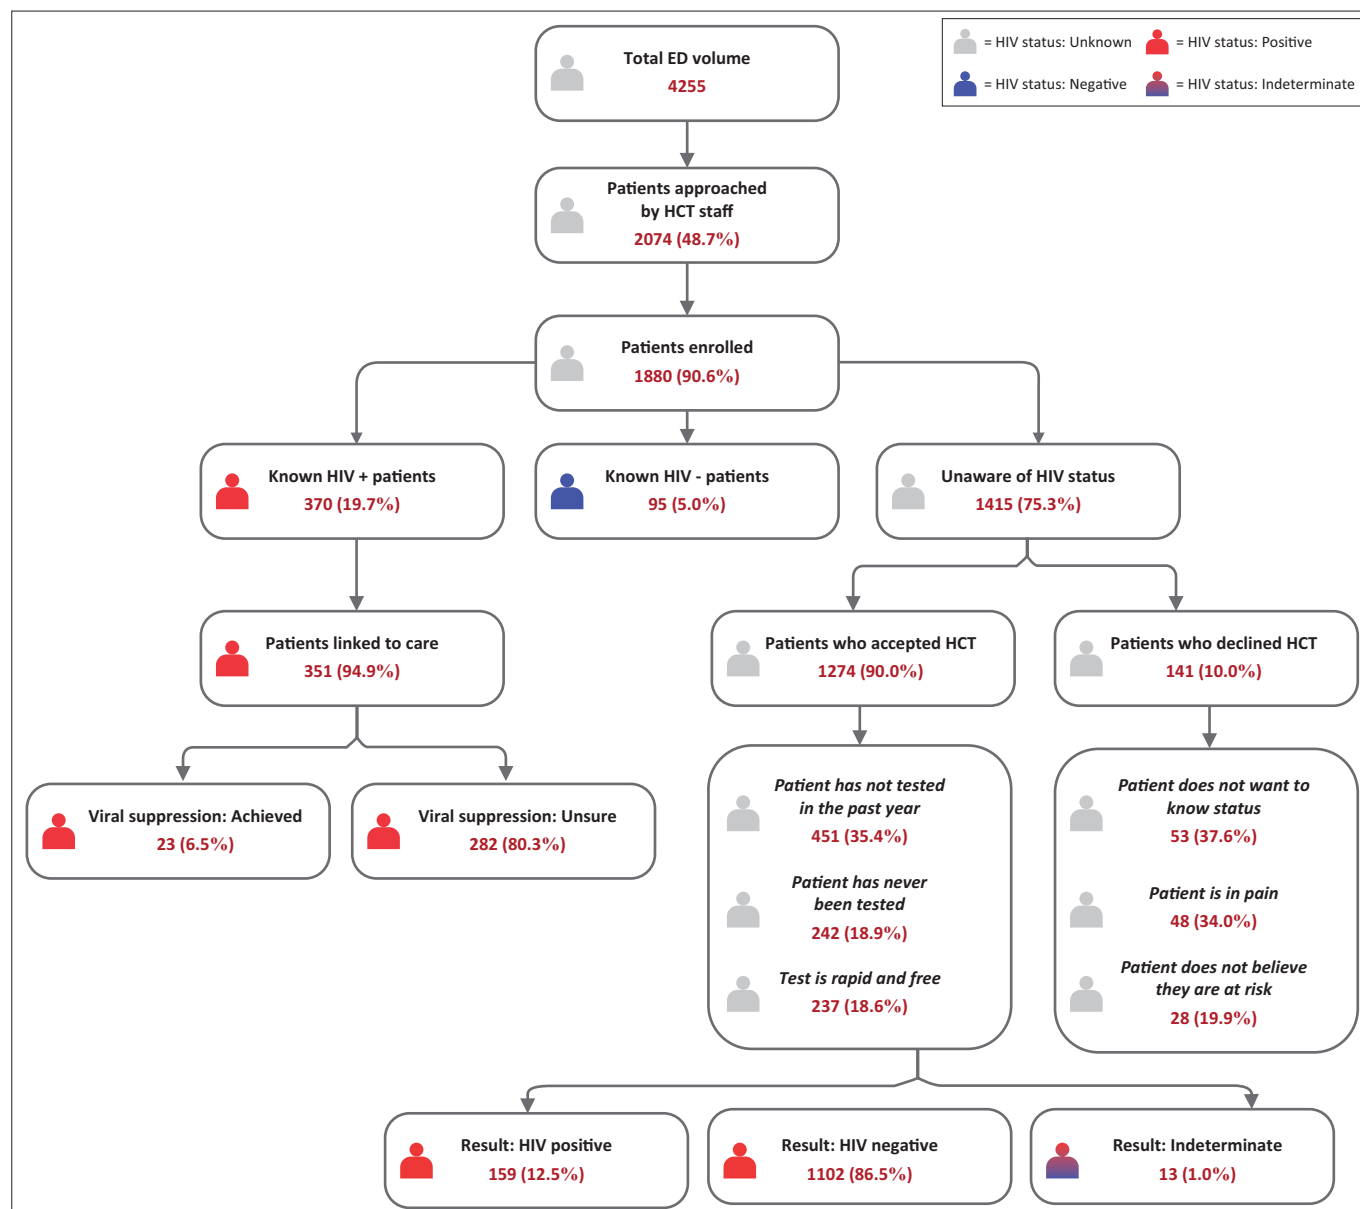 = HIV status: Unknown
= HIV status: Positive
= HIV status: Negative
= HIV status: Indeterminate
Total ED volume
4255
Patients approached
by HCT staff
2074 (48.7%)
Patients enrolled
1880 (90.6%)
Known HIV + patients
370 (19.7%)
Known HIV - patients
95 (5.0%)
Unaware of HIV status
1415 (75.3%)
Patients linked to care
351 (94.9%)
Patients who accepted HCT
1274 (90.0%)
Patients who declined HCT
141 (10.0%)
Viral suppression: Achieved
23 (6.5%)
Viral suppression: Unsure
282 (80.3%)
Patient has not tested
in the past year
451 (35.4%)
Patient has never
been tested
242 (18.9%)
Test is rapid and free
237 (18.6%)
Patient does not want to
know status
53 (37.6%)
Patient is in pain
48 (34.0%)
Patient does not believe
they are at risk
28 (19.9%)
Result: HIV positive
159 (12.5%)
Result: HIV negative
1102 (86.5%)
Result: Indeterminate
13 (1.0%)